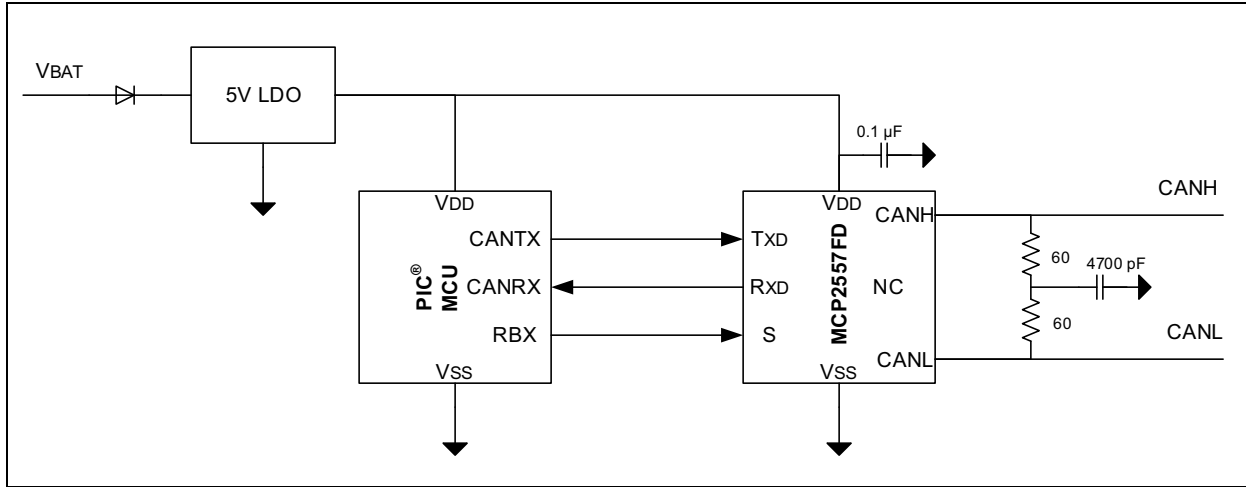 VBAT
5V LDO
0.1 µF
VDD
CANTX
CANRX
RBX
VSS
PIC®
MCU
VDD
TXD
RXD
S
VSS
MCP2557FD
CANH
NC
CANL
CANH
60
4700 pF
60
CANL